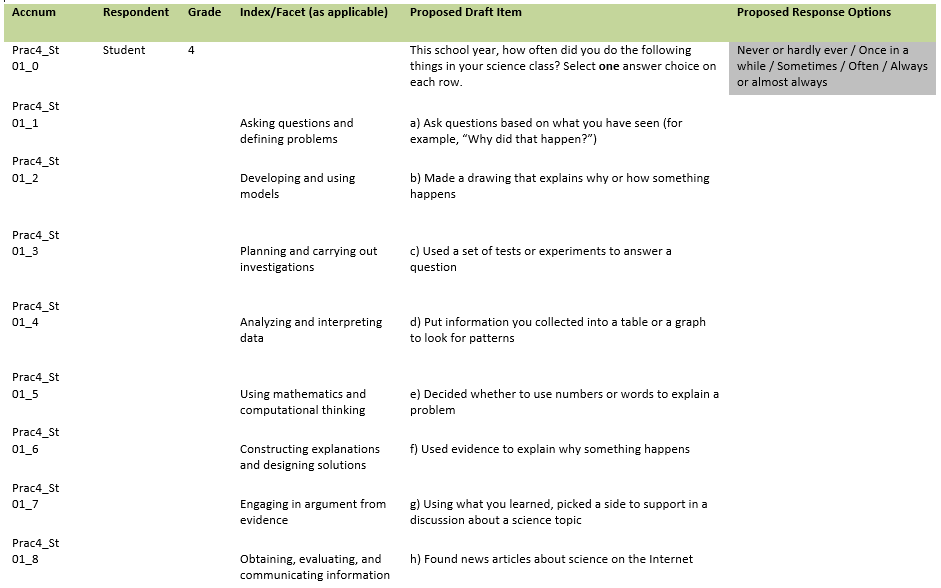 Accnum Respondent Grade Index/Facet (as applicable) Proposed Draft Item Proposed Response Options
Prac4_St Student 4 This school year, how often did you do the following Never or hardly ever / Once in a
01_0 things in your science class? Select one answer choice on while / Sometimes / Often / Always
each row. or almost always
Prac4_St
01_1 Asking questions and a) Ask questions based on what you have seen (for
defining problems example, “Why did that happen?”)
Prac4_St
01_2 Developing and using b) Made a drawing that explains why or how something
models happens
Prac4_St
01_3 Planning and carrying out c) Used a set of tests or experiments to answer a
investigations question
Prac4_St
01_4 Analyzing and interpreting d) Put information you collected into a table or a graph
data to look for patterns
Prac4_St
01_5 Using mathematics and e) Decided whether to use numbers or words to explain a
computational thinking problem
Prac4_St
01_6 Constructing explanations f) Used evidence to explain why something happens
and designing solutions
Prac4_St
01_7 Engaging in argument from g) Using what you learned, picked a side to support in a
evidence discussion about a science topic
Prac4_St
01_8 Obtaining, evaluating, and h) Found news articles about science on the Internet
communicating information